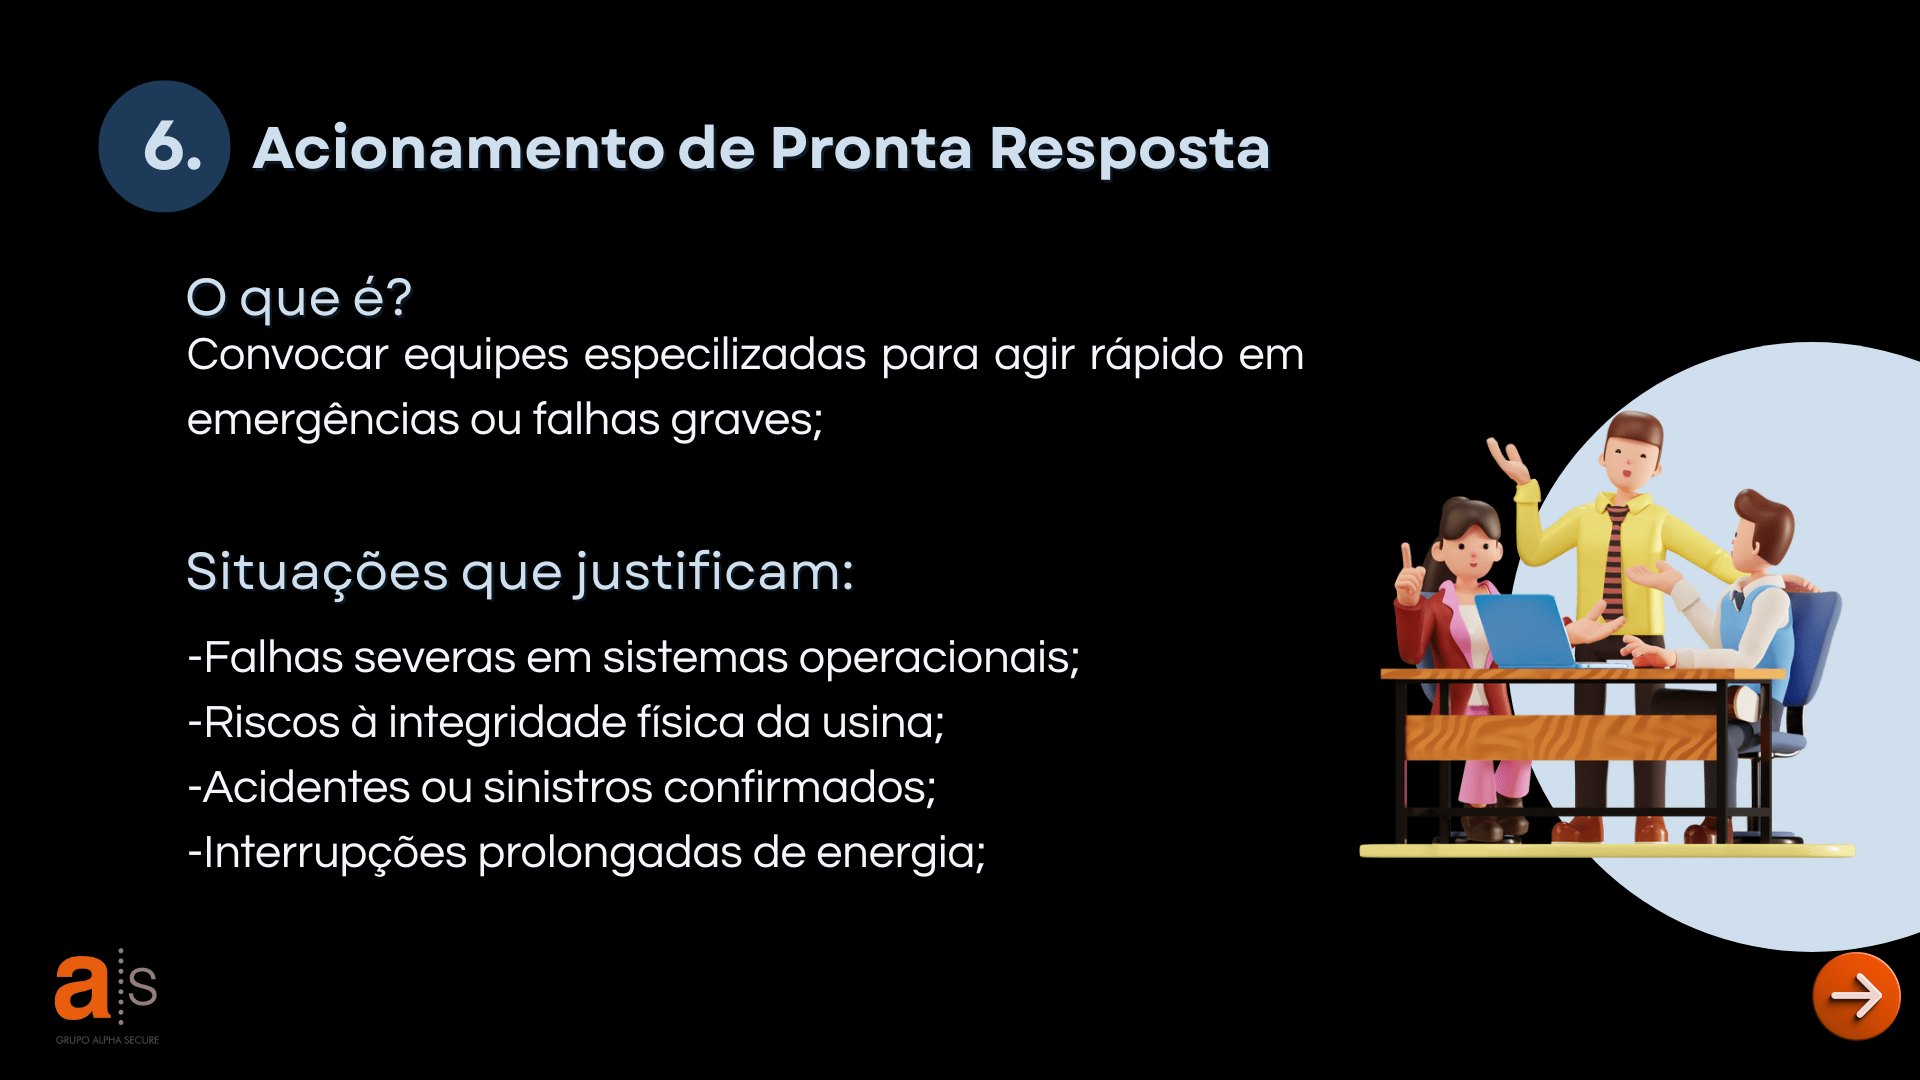 6. Acionamento de Pronta Resposta
O que é?
Convocar equipes especilizadas para agir rápido em
emergências ou falhas graves;
Situações que justificam:
-Falhas severas em sistemas operacionais;
-Riscos à integridade física da usina;
-Acidentes ou sinistros confirmados;
-Interrupções prolongadas de energia;
a s
GRUPO ALPHA SECURE